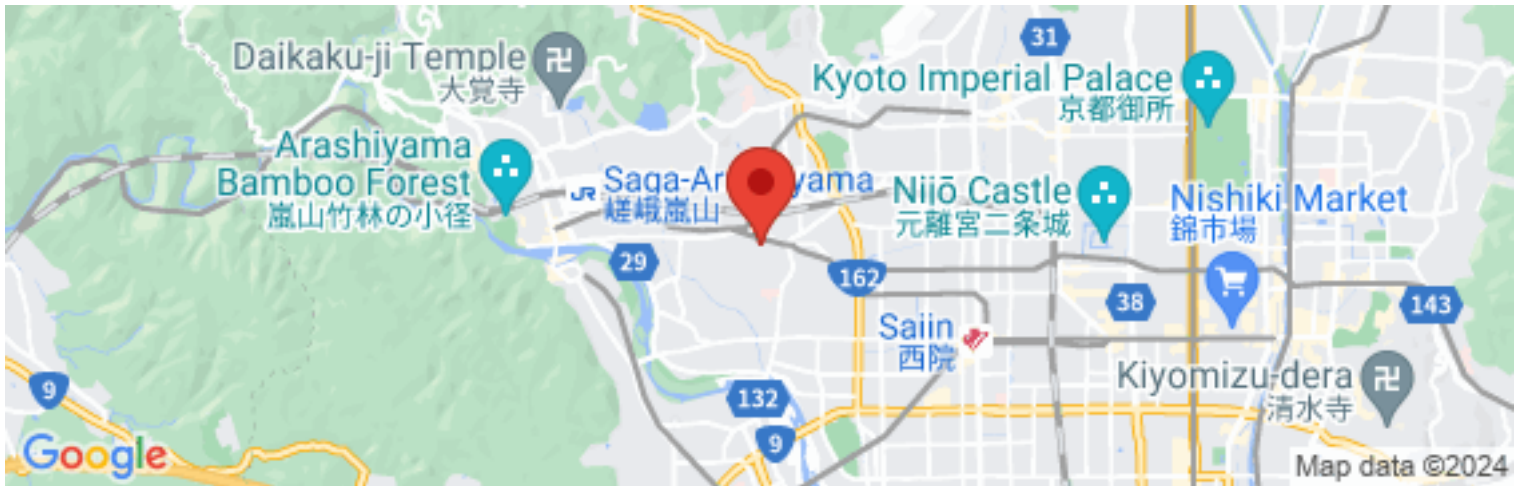 31
Daikaku-ji Temple
大覚寺
Kyoto Imperial Palace
京都御所
Arashiyama
Bamboo Forest
嵐山竹林の小径
JR
Saga-Ar yama
嵯峨嵐山
Nijō Castle
元離宮二条城
Nishiki Market
錦市場
29
162
38
143
Saiin
西院
9
132
Kiyomizu-dera
清水寺
9
Google
Map data ©2024